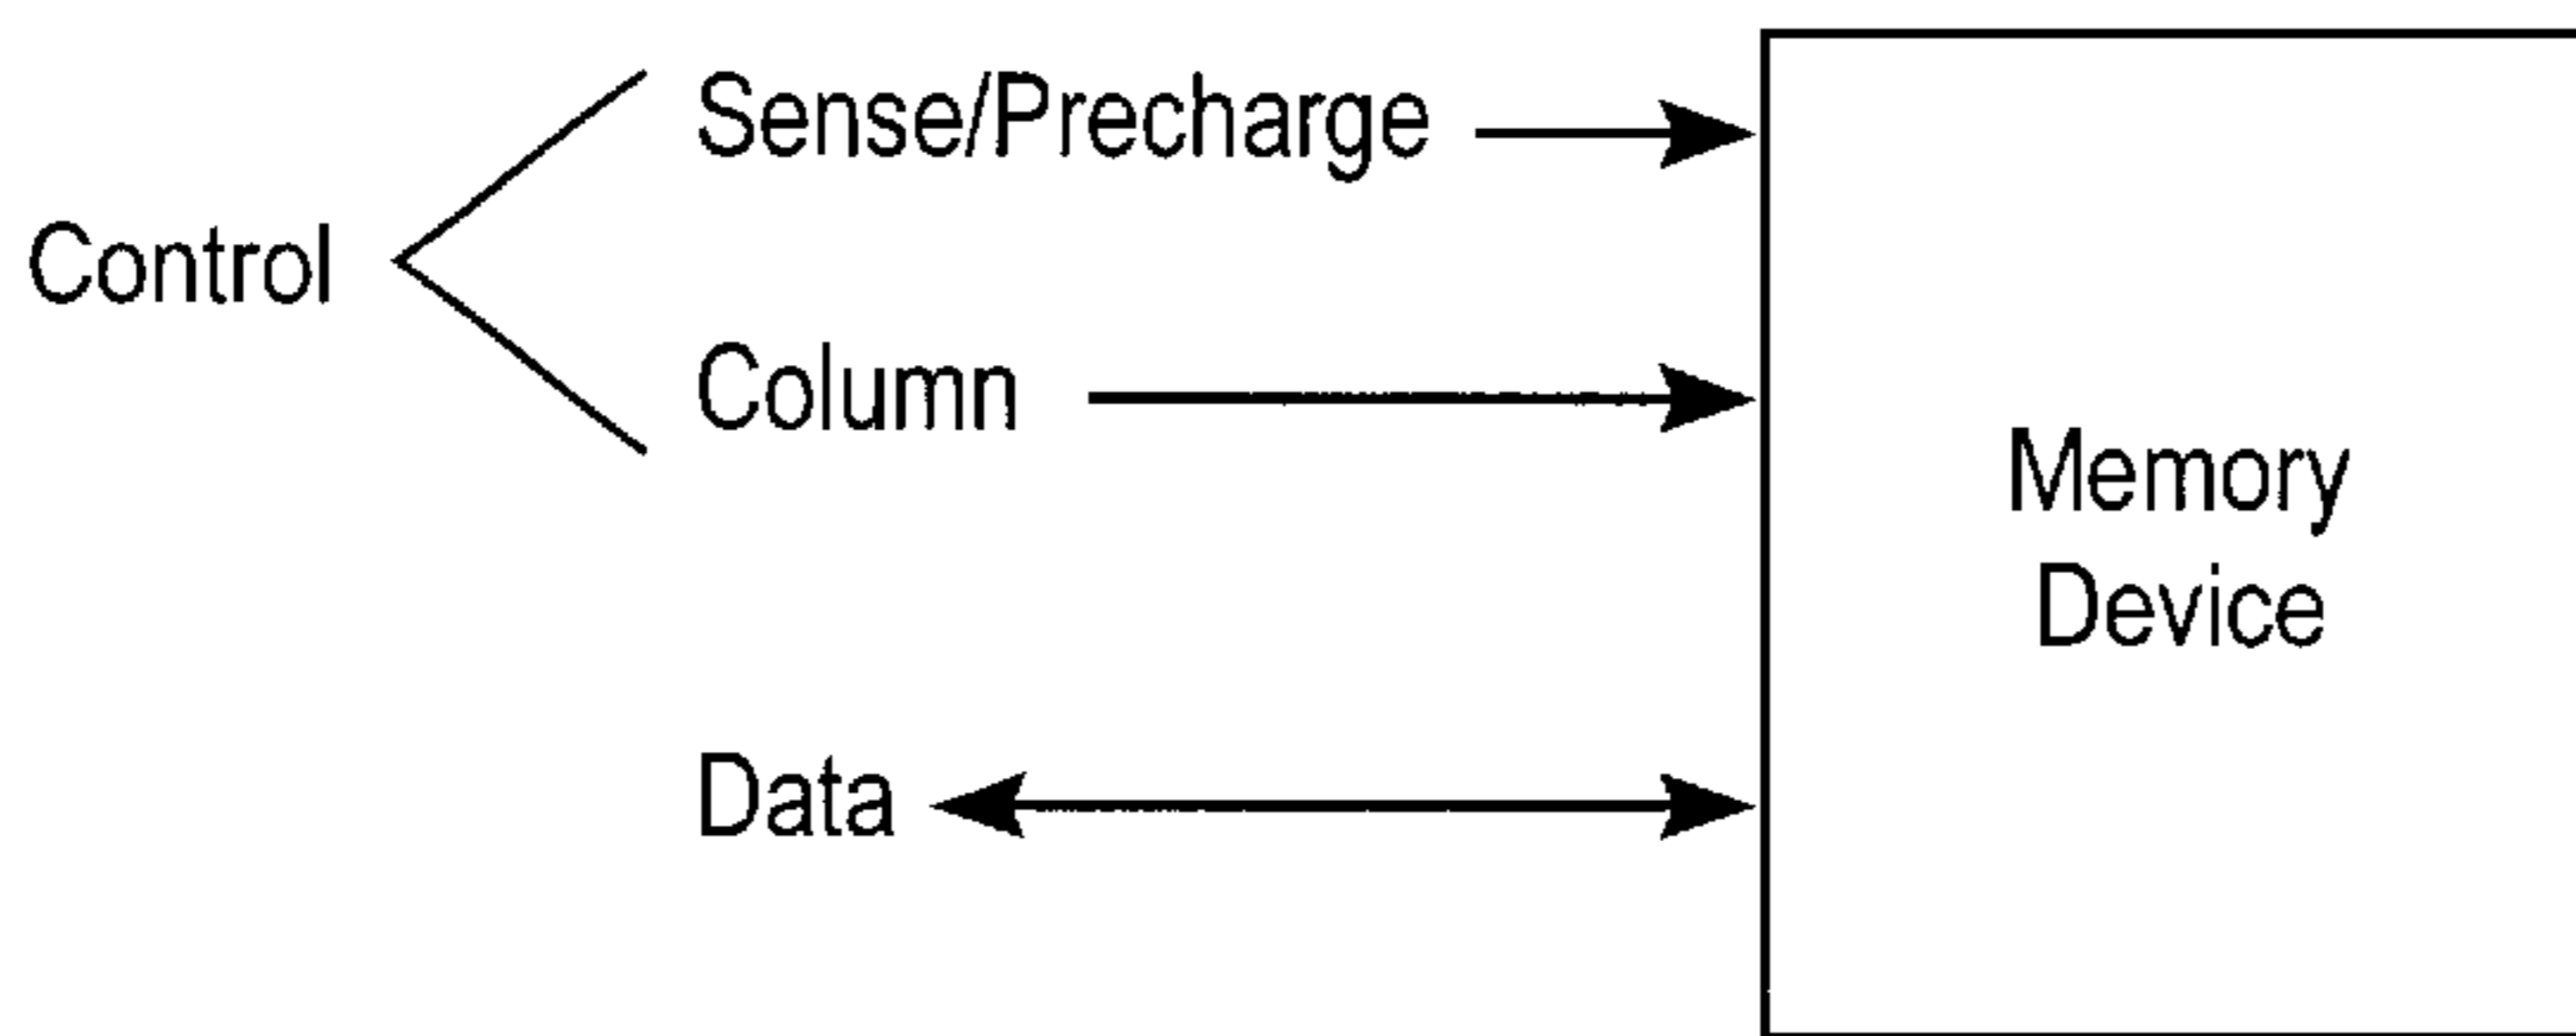 Sense/Precharge
Control
Column
Memory
Device
Data